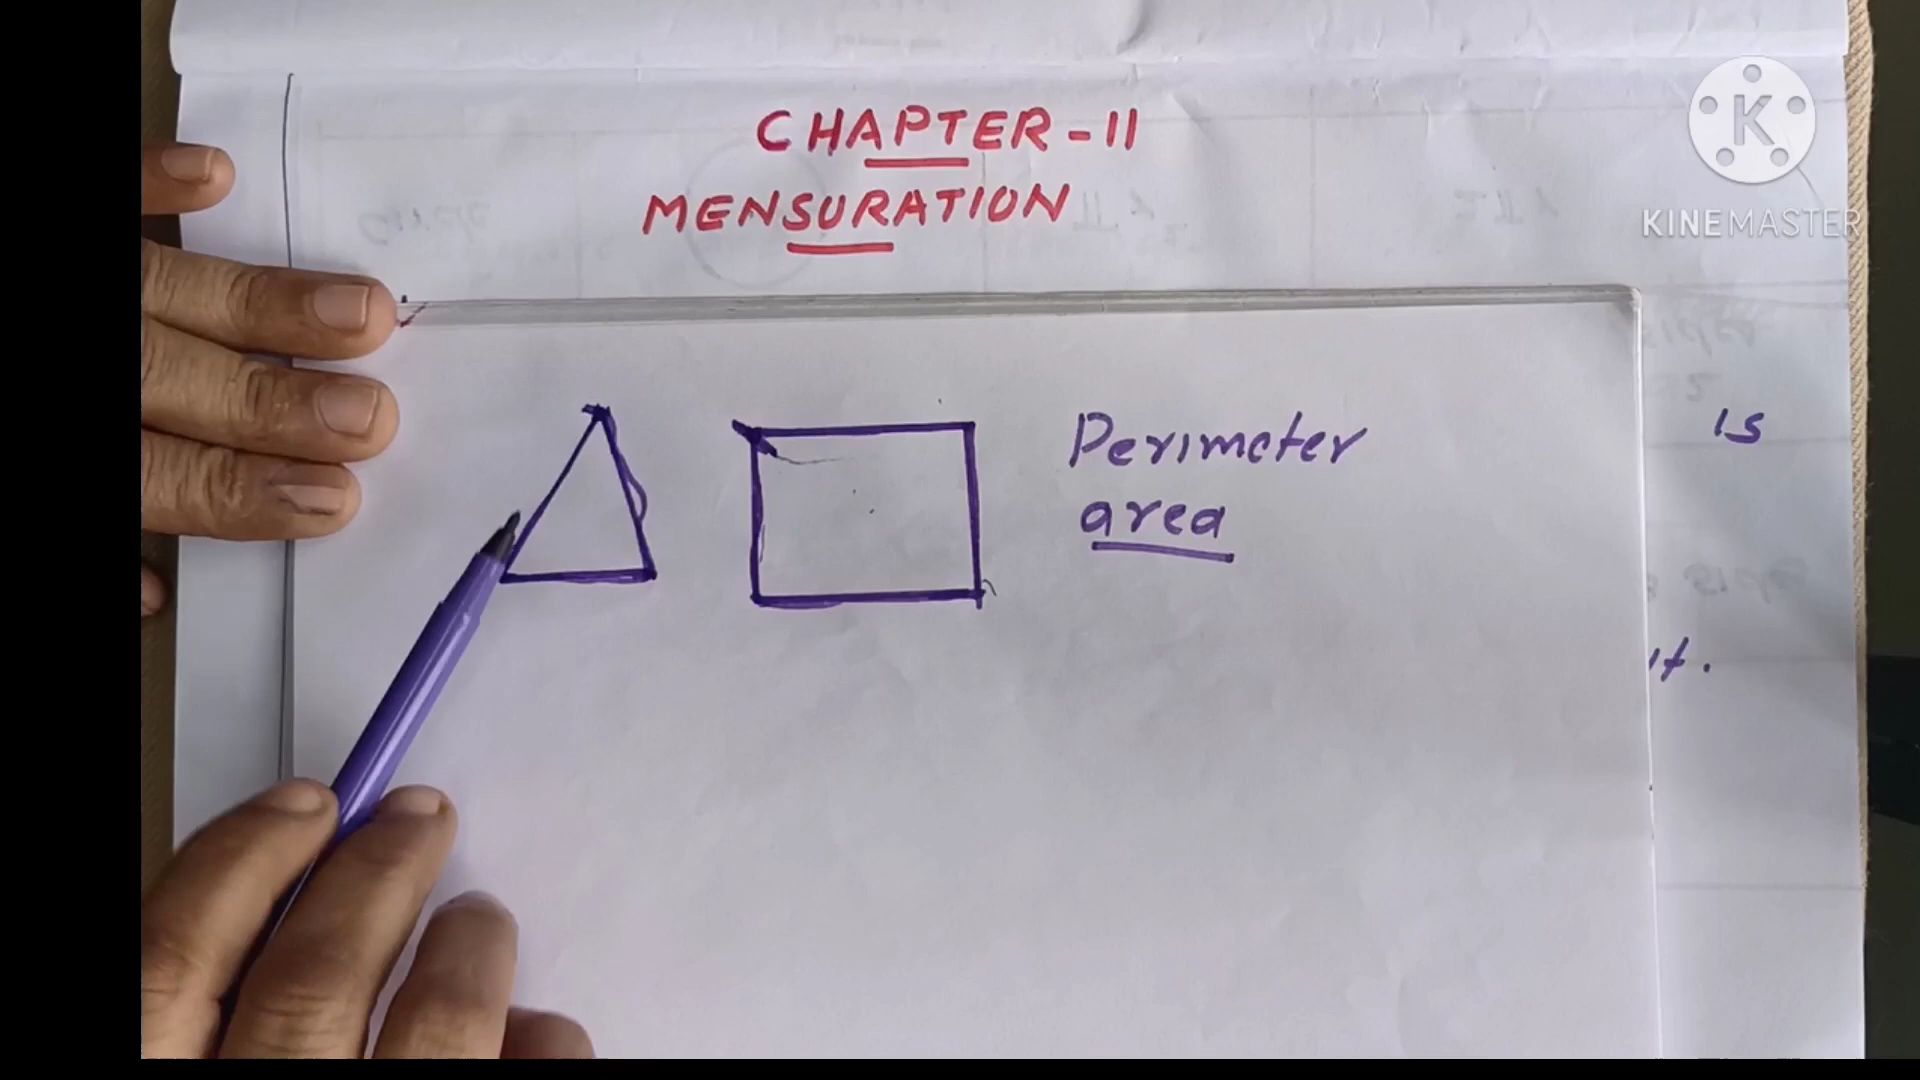 CHAPTER-11
MENSURATION
KINEMASTER
Perimeter
area
is